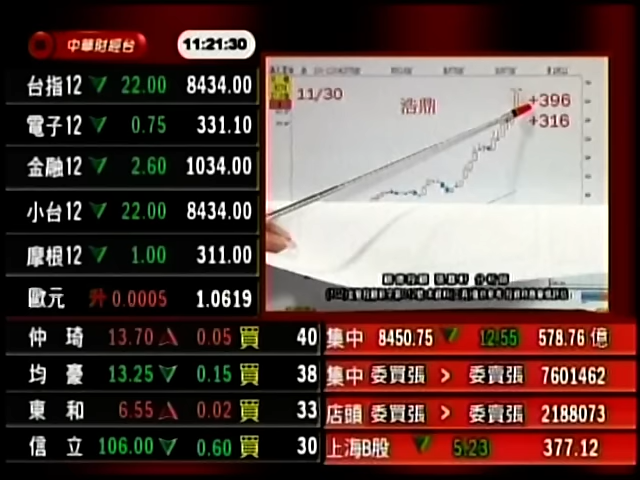 中華財經台 11:21:30
台指12 ▽ 22.00 8434.00
電子12 ▽ 0.75 331.10
金融12 ▽ 2.60 1034.00
小台12 ▽ 22.00 8434.00
摩根12 ▽ 1.00 311.00
歐元 升 0.0005 1.0619
11/30
浩鼎
+396
+316
仲琦 13.70 △ 0.05 買 40
均豪 13.25 ▽ 0.15 買 38
東和 6.55 △ 0.02 買 33
信立 106.00 ▽ 0.60 買 30
集中 8450.75 ▼ 12.55 578.76 億
集中 委買張 > 委賣張 7601462
店頭 委買張 > 委賣張 2188073
上海B股 ▼ 5.23 377.12